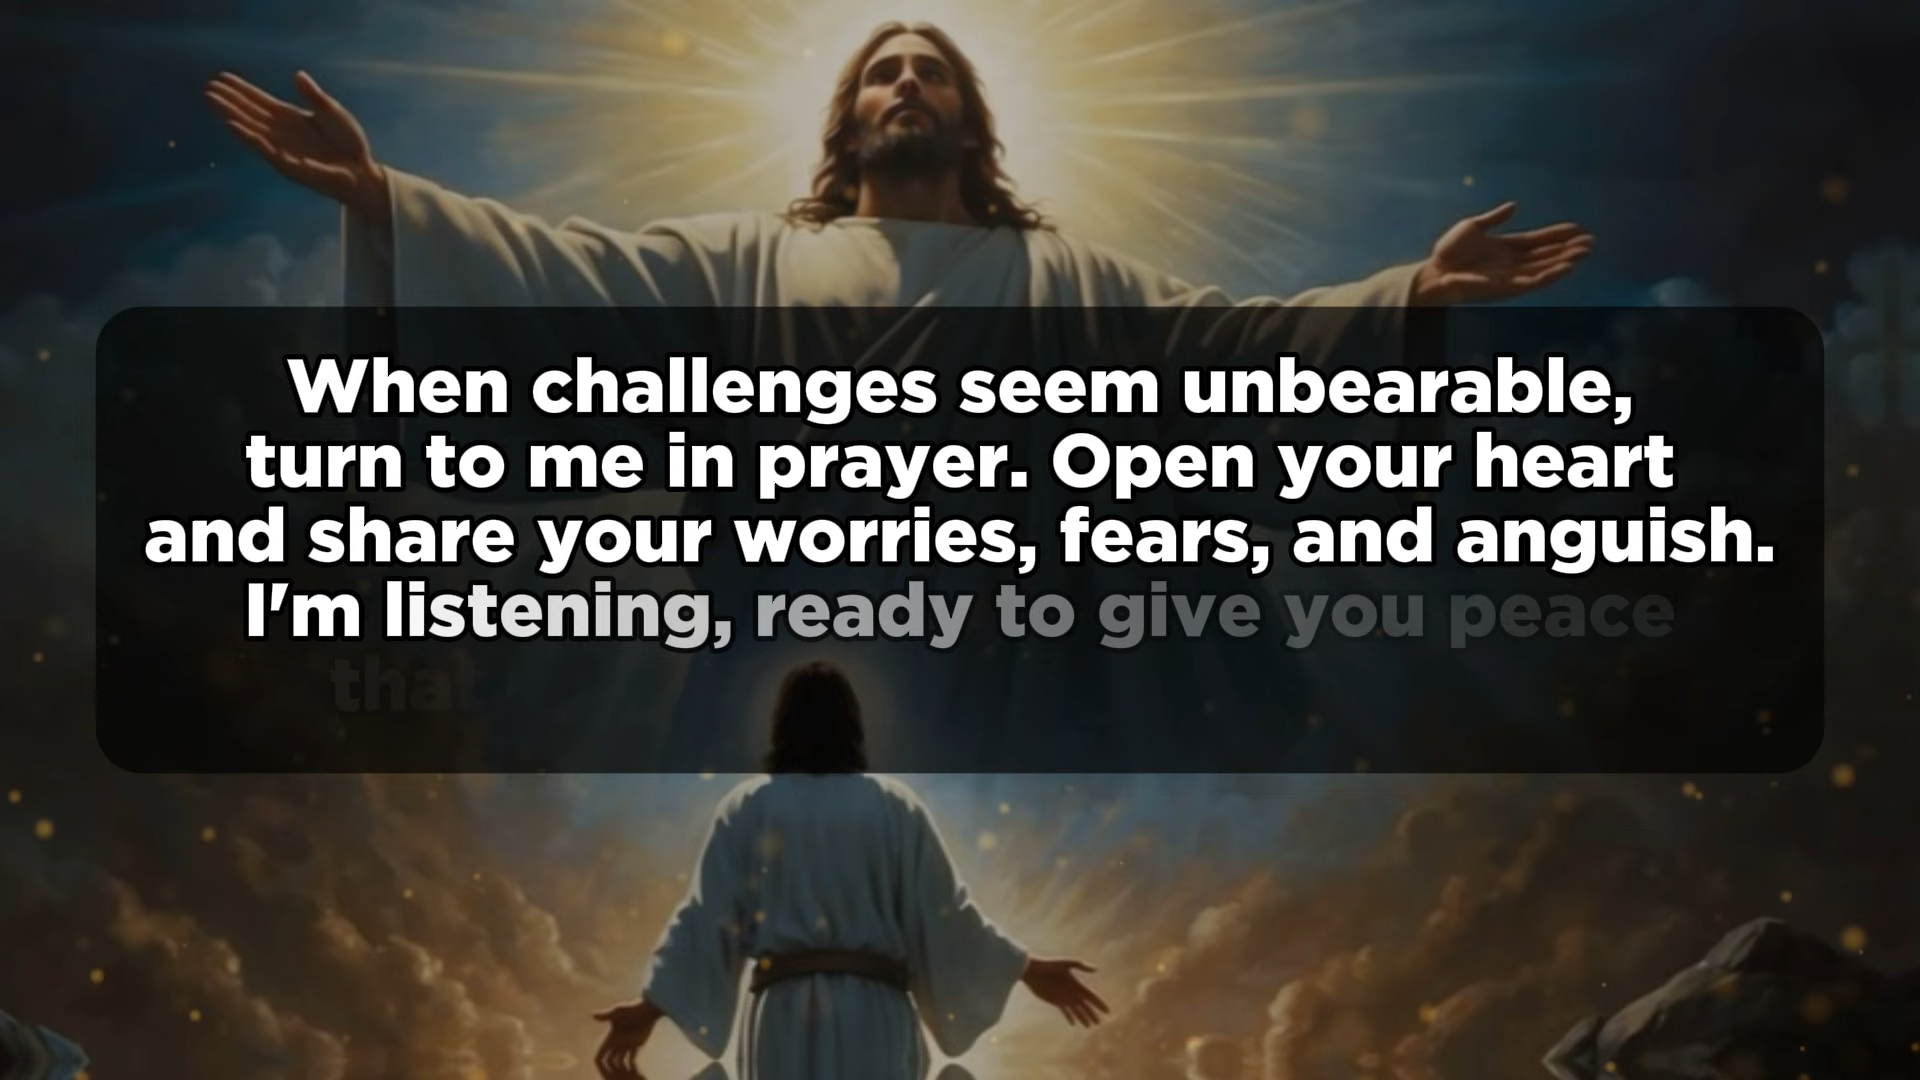 When challenges seem unbearable,
turn to me in prayer. Open your heart
and share your worries, fears, and anguish.
I'm listening, ready to give you peace
that